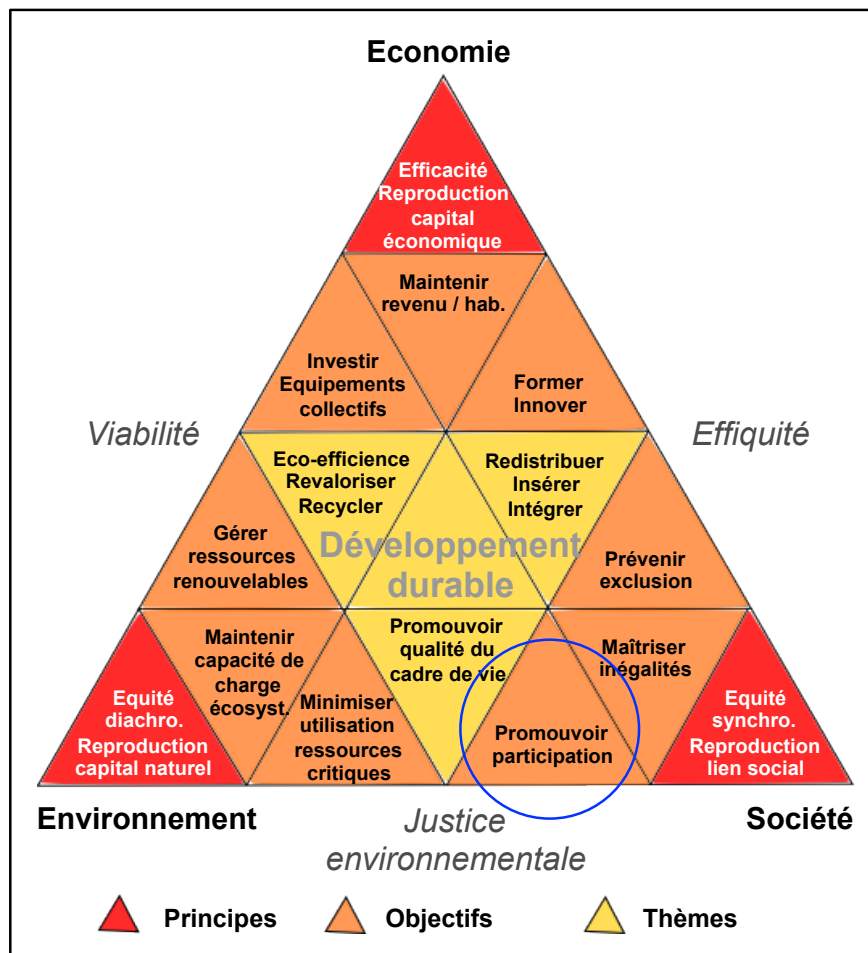 Economie
Efficacité
Reproduction
capital
économique
Maintenir
revenu / hab.
Investir
Equipements
collectifs
Former
Innover
Viabilité
Effiquité
Eco-efficience
Revaloriser
Recycler
Redistribuer
Insérer
Intégrer
Gérer
ressources
renouvelables
Développement
durable
Prévenir
exclusion
Equité
diachro.
Reproduction
capital naturel
Maintenir
capacité de
charge
écosyst.
Minimiser
utilisation
ressources
critiques
Promouvoir
qualité du
cadre de vie
Promouvoir
participation
Maîtriser
inégalités
Equité
synchro.
Reproduction
lien social
Environnement
Justice
environnementale
Société
Principes
Objectifs
Thèmes